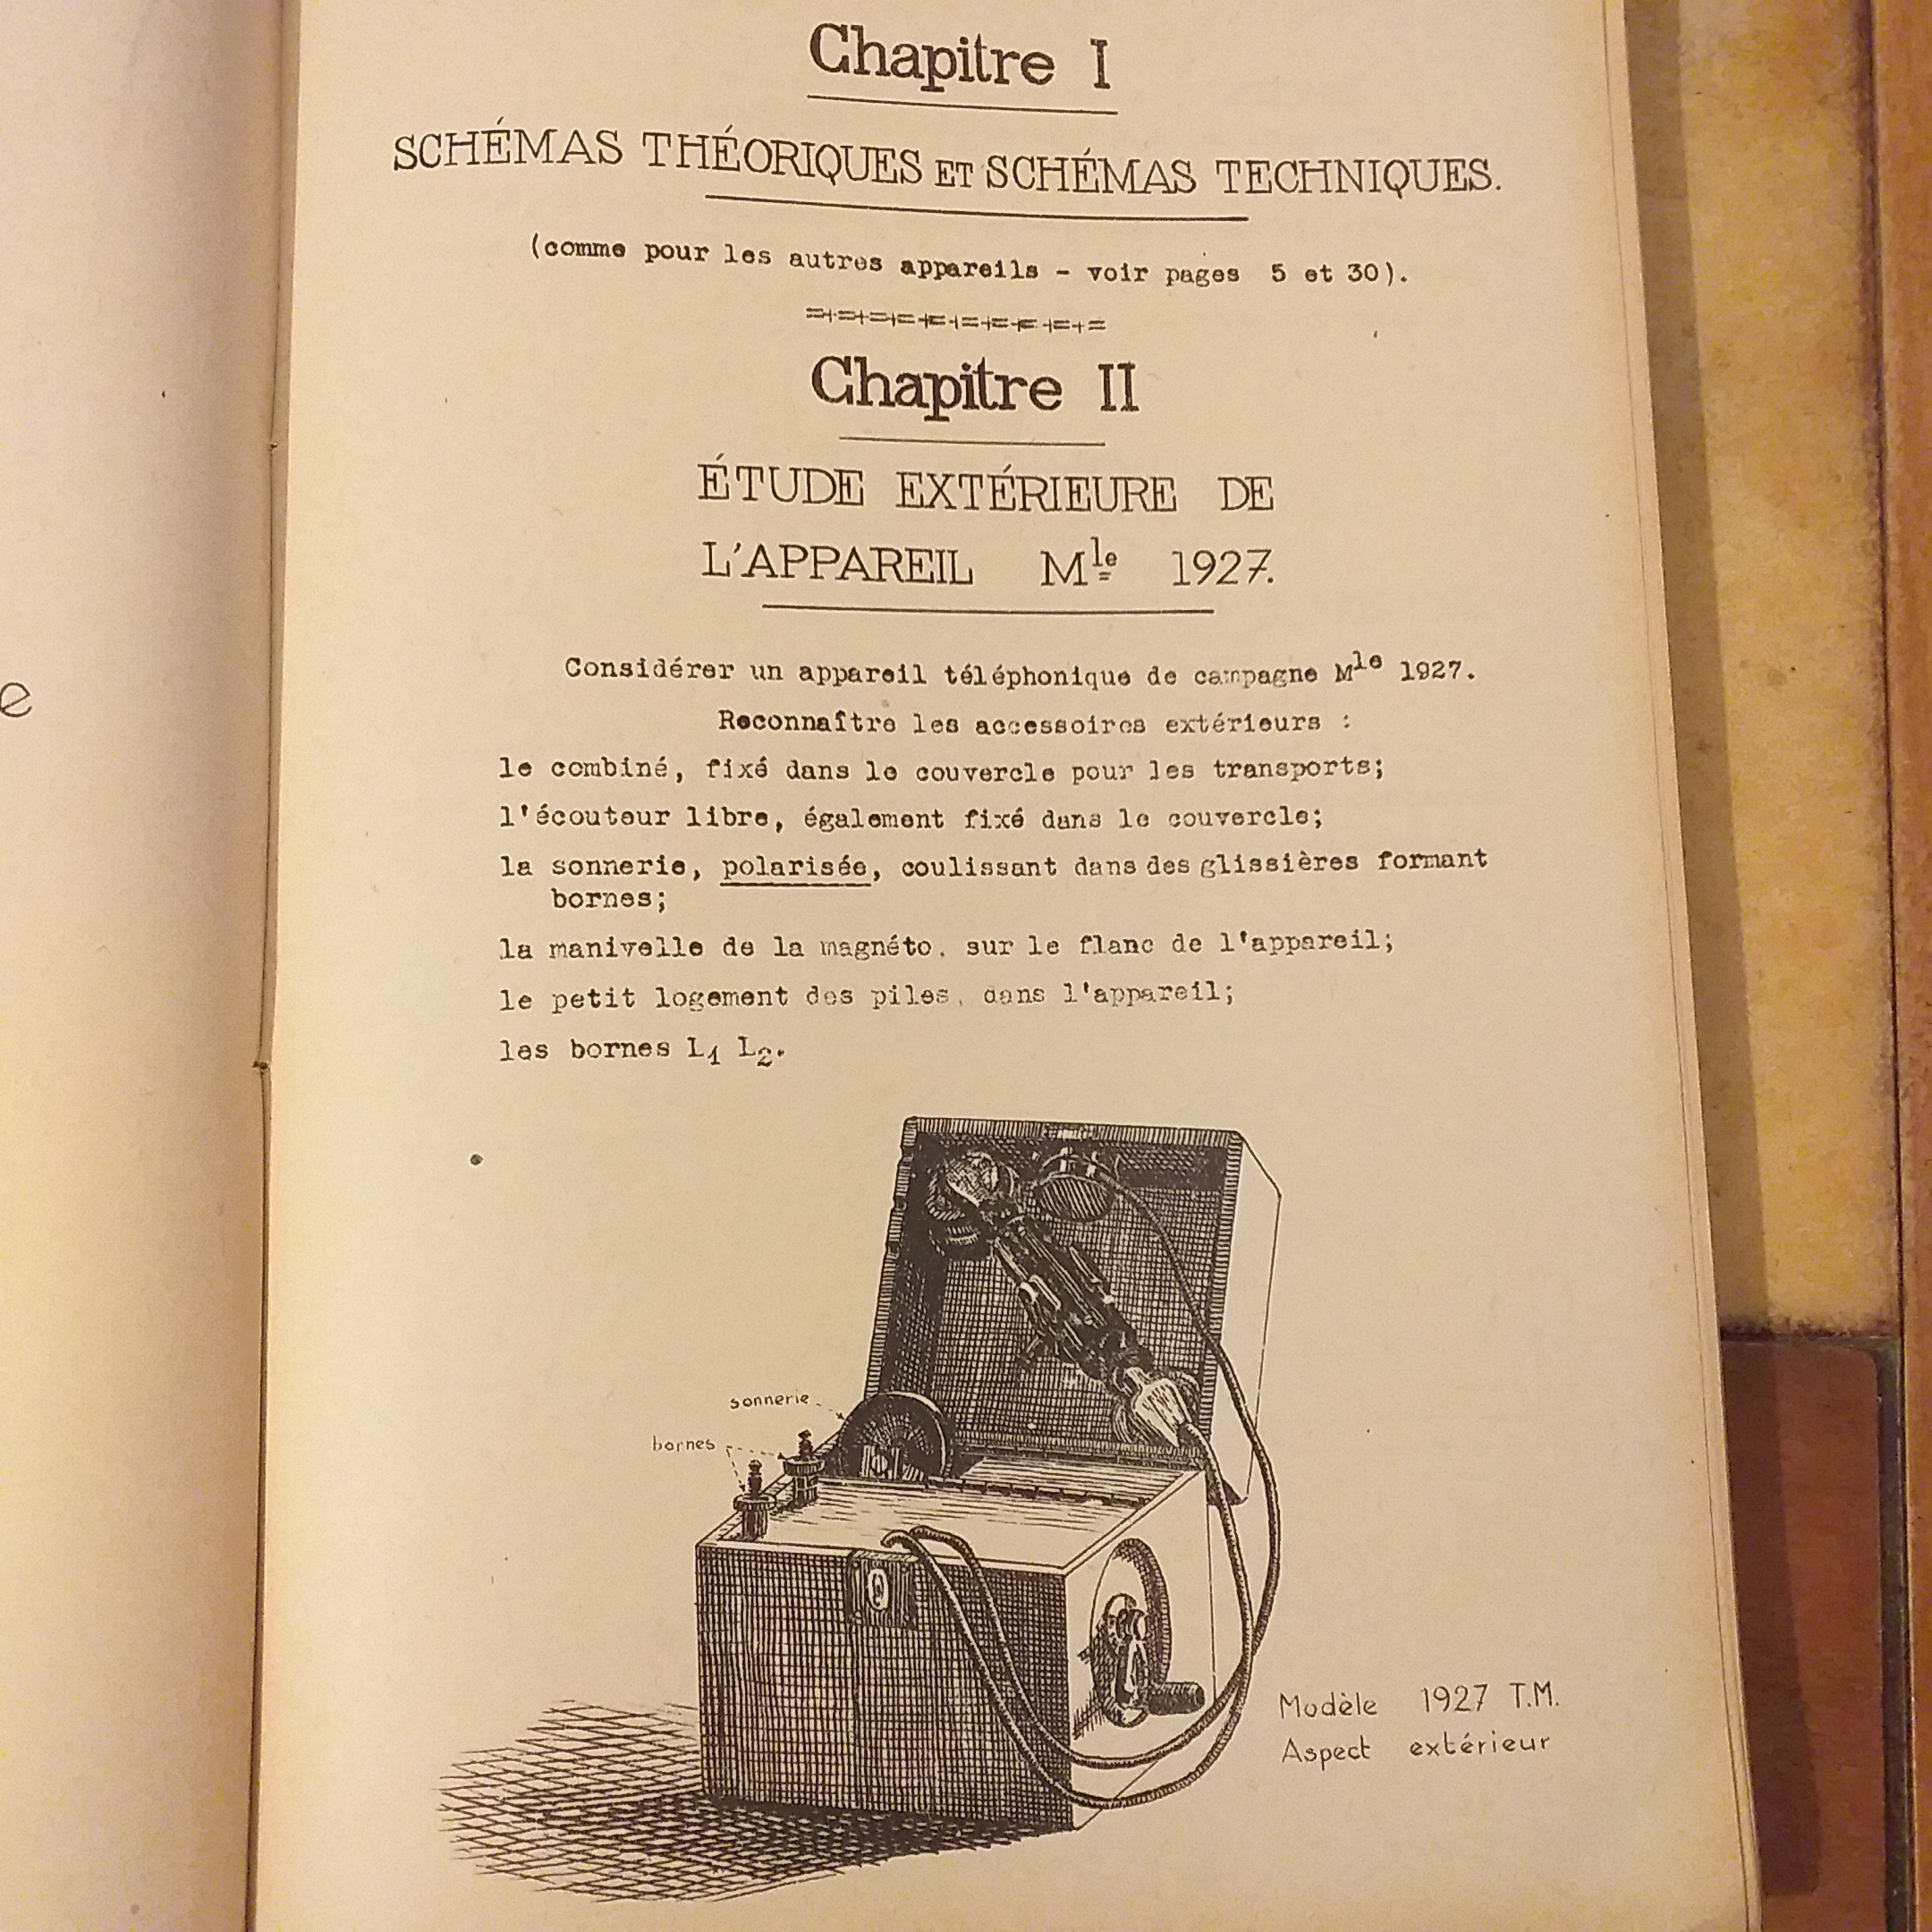 Chapitre I
SCHÉMAS THÉORIQUES ET SCHÉMAS TECHNIQUES.
(comme pour les autres appareils - voir pages 5 et 30).
=+=+=+=+=+=+=+=+=+=
Chapitre II
ÉTUDE EXTÉRIEURE DE
L'APPAREIL Mle 1927.
Considérer un appareil téléphonique de campagne Mle 1927.
Reconnaître les accessoires extérieurs :
le combiné, fixé dans le couvercle pour les transports;
l'écouteur libre, également fixé dans le couvercle;
la sonnerie, polarisée, coulissant dans des glissières formant
bornes;
la manivelle de la magnéto, sur le flanc de l'appareil;
le petit logement des piles, dans l'appareil;
les bornes L1 L2.
sonnerie
bornes
Modèle 1927 T.M.
Aspect extérieur
e